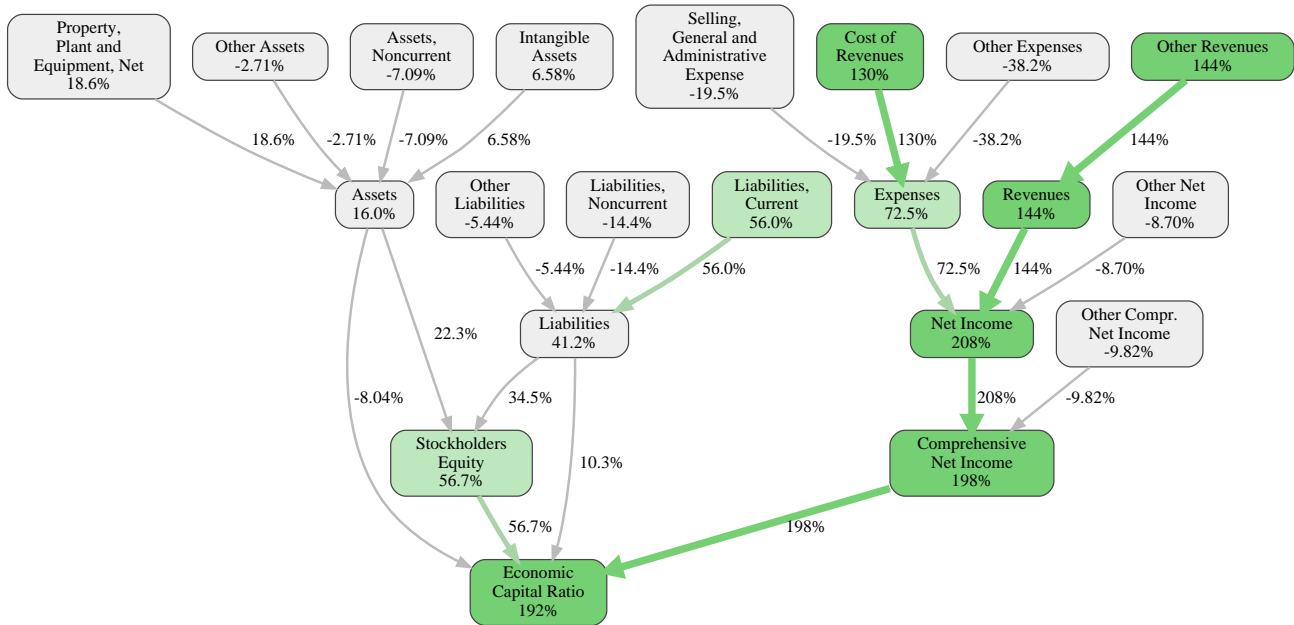 Property,
Plant and
Equipment, Net
18.6%
Other Assets
-2.71%
Assets,
Noncurrent
-7.09%
Intangible
Assets
6.58%
Selling,
General and
Administrative
Expense
-19.5%
Cost of
Revenues
130%
Other Expenses
-38.2%
Other Revenues
144%
18.6%
-2.71%
-7.09%
6.58%
-19.5%
130%
-38.2%
144%
Assets
16.0%
Other
Liabilities
-5.44%
Liabilities,
Noncurrent
-14.4%
Liabilities,
Current
56.0%
Expenses
72.5%
Revenues
144%
Other Net
Income
-8.70%
-5.44%
-14.4%
56.0%
72.5%
144%
-8.70%
22.3%
Liabilities
41.2%
Net Income
208%
Other Compr.
Net Income
-9.82%
-8.04%
34.5%
208%
-9.82%
Stockholders
Equity
56.7%
10.3%
Comprehensive
Net Income
198%
56.7%
198%
Economic
Capital Ratio
192%